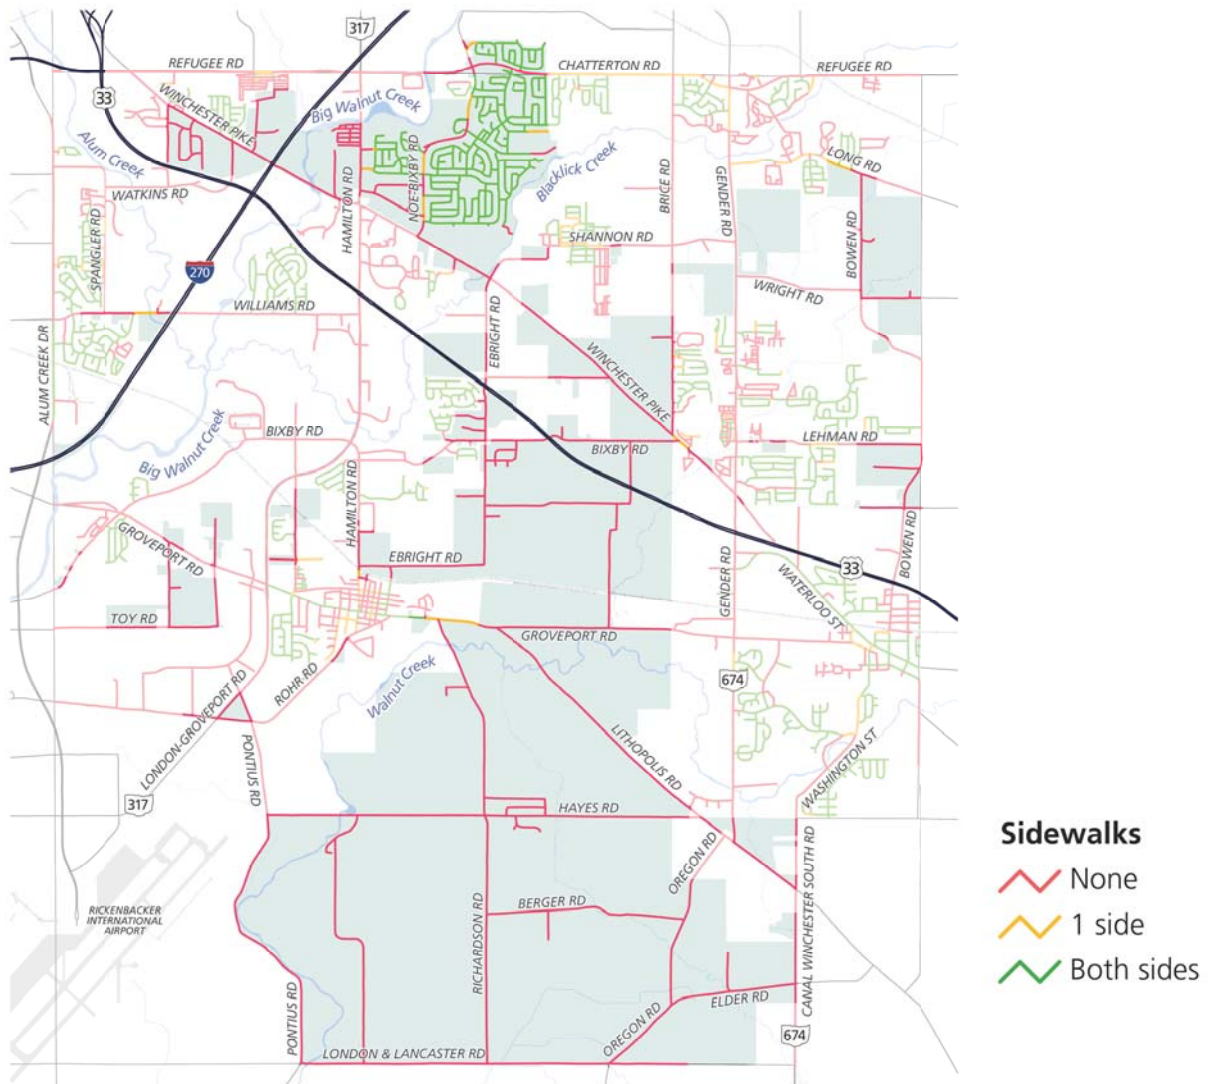 317
REFUGEE RD
CHATTERTON RD
REFUGEE RD
33
WINCHESTER PIKE
Big Walnut Creek
Alum Creek
NOE-BIXBY RD
Blacklick Creek
LONG RD
WATKINS RD
HAMILTON RD
BRICE RD
GENDER RD
SPANGLER RD
SHANNON RD
BOWEN RD
270
WRIGHT RD
WILLIAMS RD
EBRIGHT RD
ALUM CREEK DR
WINCHESTER PIKE
BIXBY RD
LEHMAN RD
Big Walnut Creek
BIXBY RD
HAMILTON RD
GROVEPORT RD
EBRIGHT RD
GENDER RD
BOWEN RD
33
WATERLOO ST
TOY RD
GROVEPORT RD
ROHR RD
Walnut Creek
674
LONDON-GROVEPORT RD
LITHOPOLIS RD
PONTIUS RD
WASHINGTON ST
317
HAYES RD
Sidewalks
None
1 side
Both sides
OREGON RD
CANAL WINCHESTER SOUTH RD
RICKENBACKER
INTERNATIONAL
AIRPORT
BERGER RD
RICHARDSON RD
PONTIUS RD
ELDER RD
OREGON RD
674
LONDON & LANCASTER RD